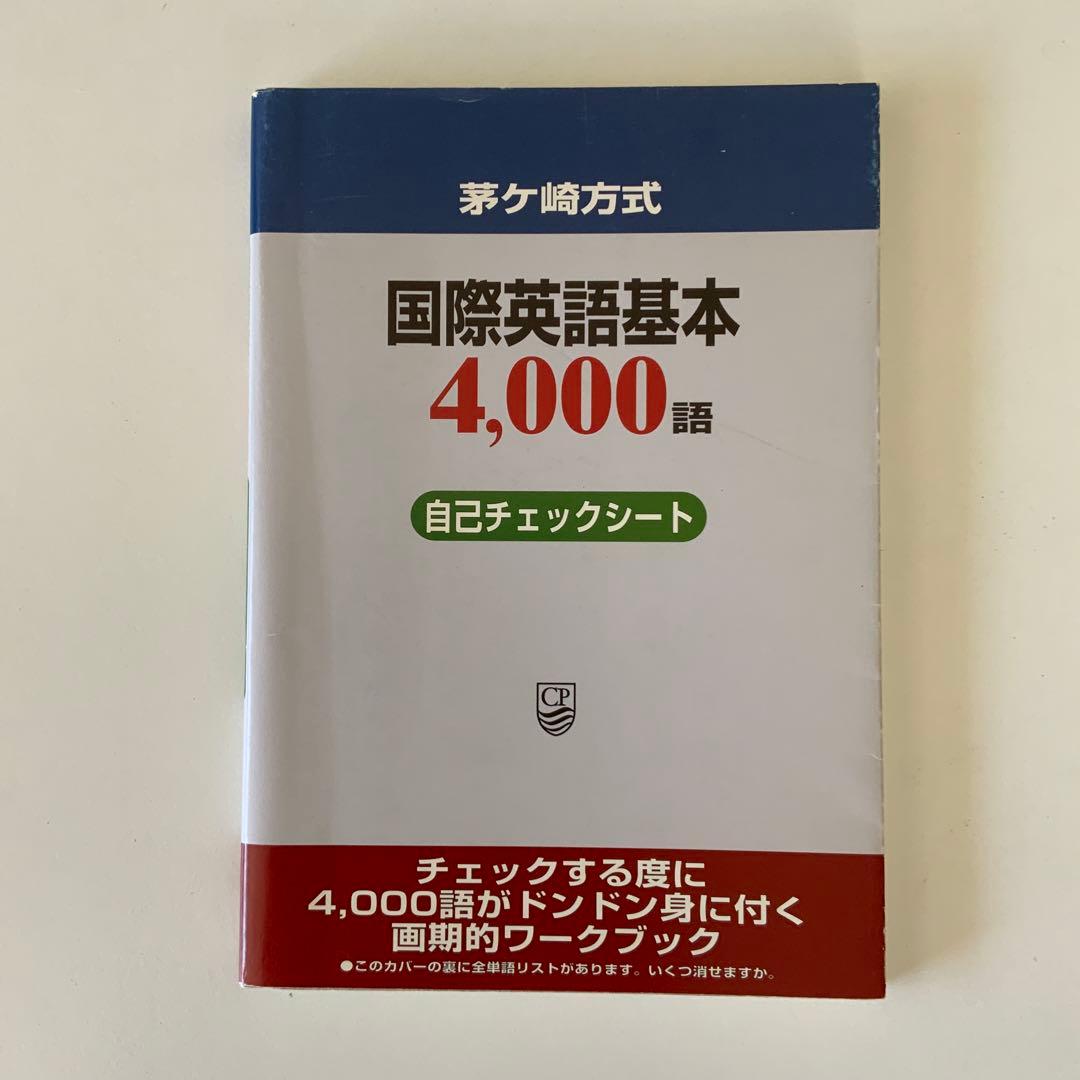 茅ケ崎方式
国際英語基本
4,000語
自己チェックシート
CP
チェックする度に
4,000語がドンドン身に付く
画期的ワークブック
●このカバーの裏に全単語リストがあります。いくつ消せますか。